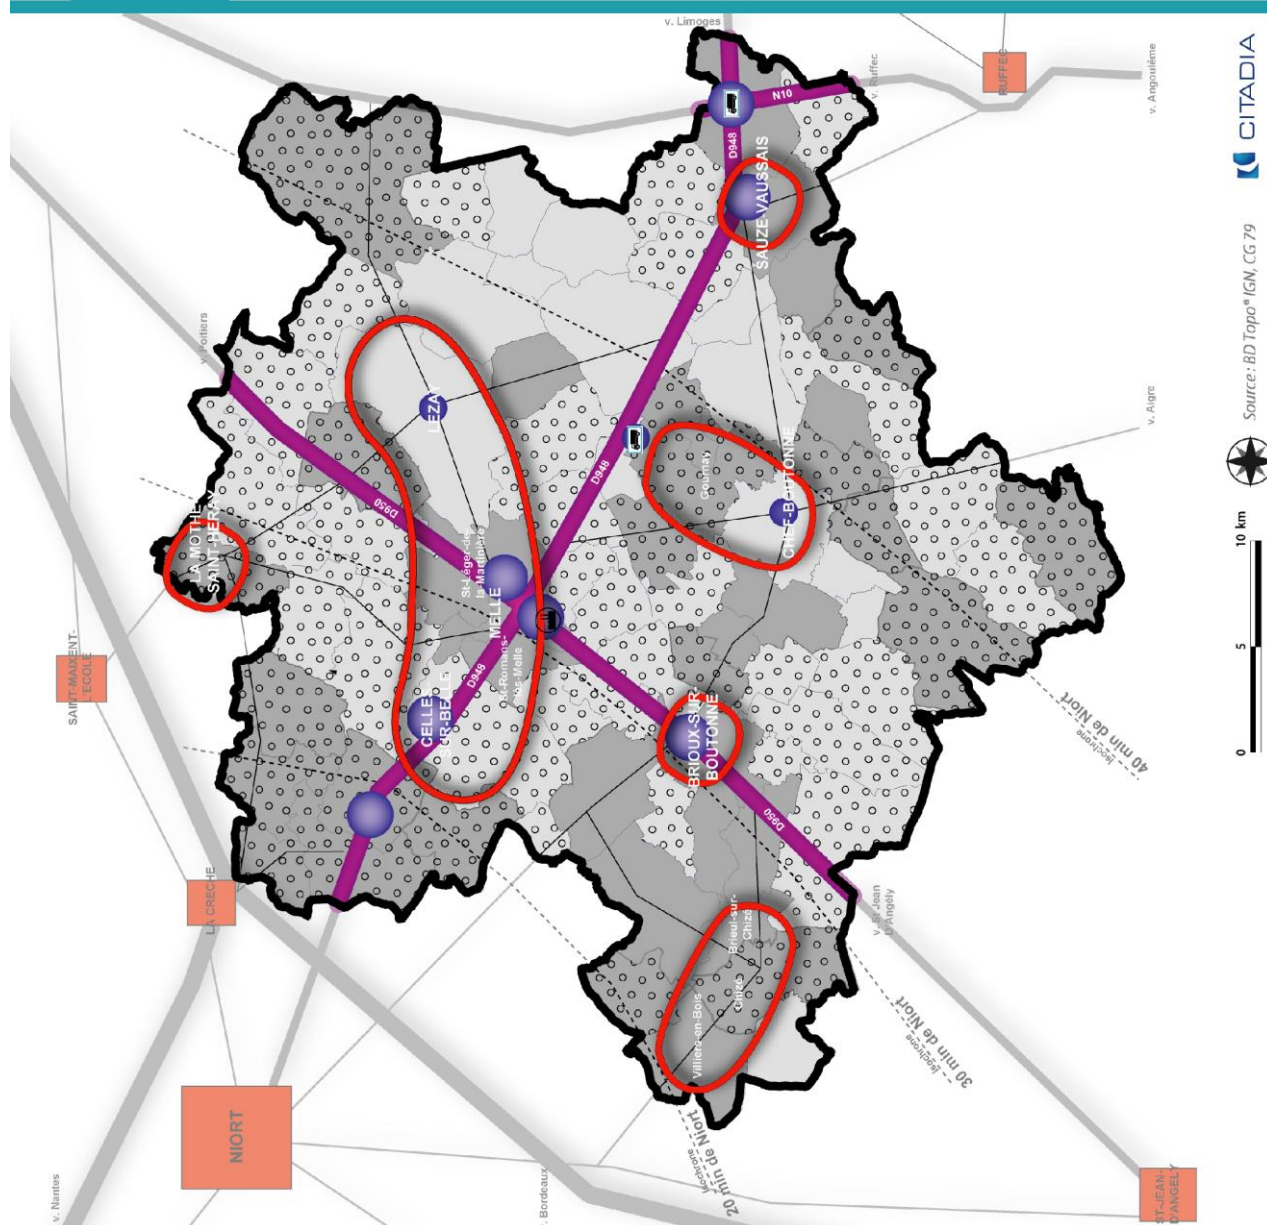 v. Limoges
v. Ruffec
RUFFEC
v. Angoulême
N10
D948
SAUZE-VAUSSAIS
v. Poitiers
LEZAY
D950
LA MOTHE-
SAINT-HERAY
SAINT-MAIXENT-
L'ECOLE
St-Léger-de-
la-Martinière
MELLE
St-Romans-
lès-Melle
D948
CELLES-
SUR-BELLE
D948
Gournay
CHEF-BOUTONNE
v. Aigre
BRIOUX-SUR-
BOUTONNE
D950
LA CRECHE
NIORT
v. Nantes
Bordeaux
Villiers-en-Bois
Chizé
Brieul-sur-
Chizé
v. St Jean
D'Angély
ST-JEAN-
D'ANGELY
Isochrone
20 min de Niort
Isochrone
30 min de Niort
Isochrone
40 min de Niort
0 5 10 km
Source : BD Topo® IGN, CG 79
CITADIA